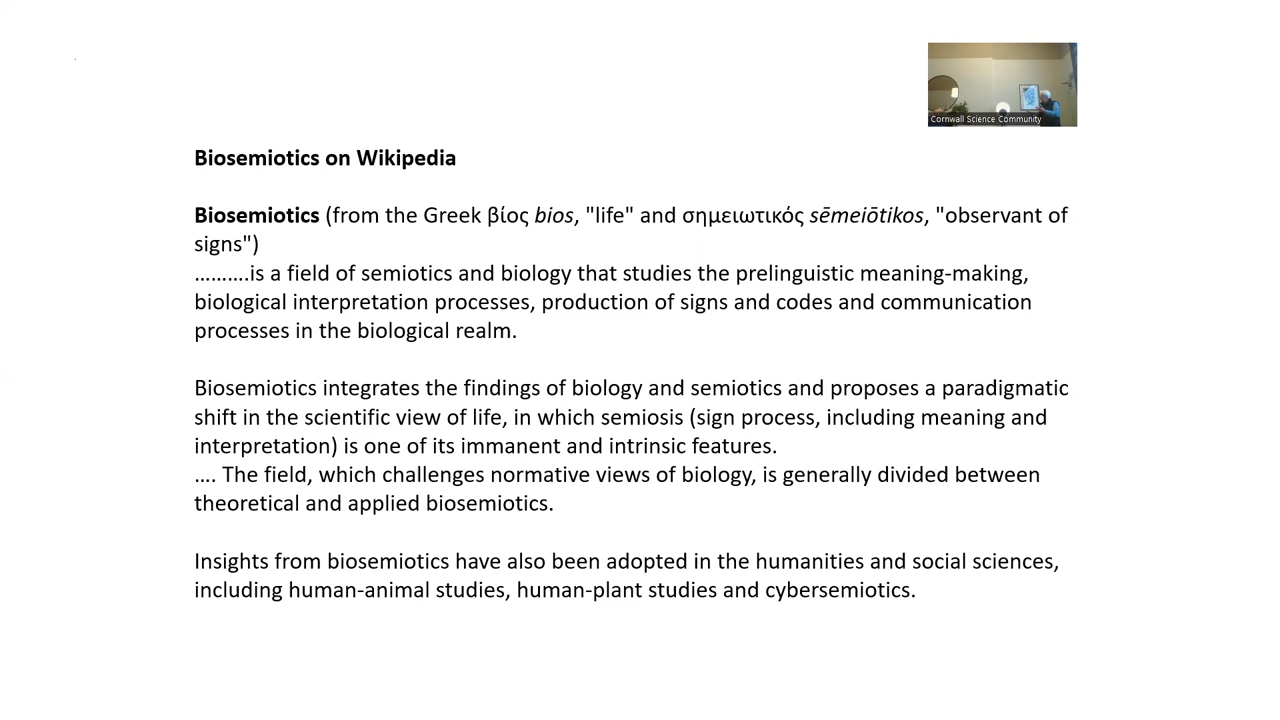 Cornwall Science Community
Biosemiotics on Wikipedia
Biosemiotics (from the Greek βίος bios, "life" and σημειωτικός sēmeiōtikos, "observant of
signs")
……….is a field of semiotics and biology that studies the prelinguistic meaning-making,
biological interpretation processes, production of signs and codes and communication
processes in the biological realm.
Biosemiotics integrates the findings of biology and semiotics and proposes a paradigmatic
shift in the scientific view of life, in which semiosis (sign process, including meaning and
interpretation) is one of its immanent and intrinsic features.
…. The field, which challenges normative views of biology, is generally divided between
theoretical and applied biosemiotics.
Insights from biosemiotics have also been adopted in the humanities and social sciences,
including human-animal studies, human-plant studies and cybersemiotics.